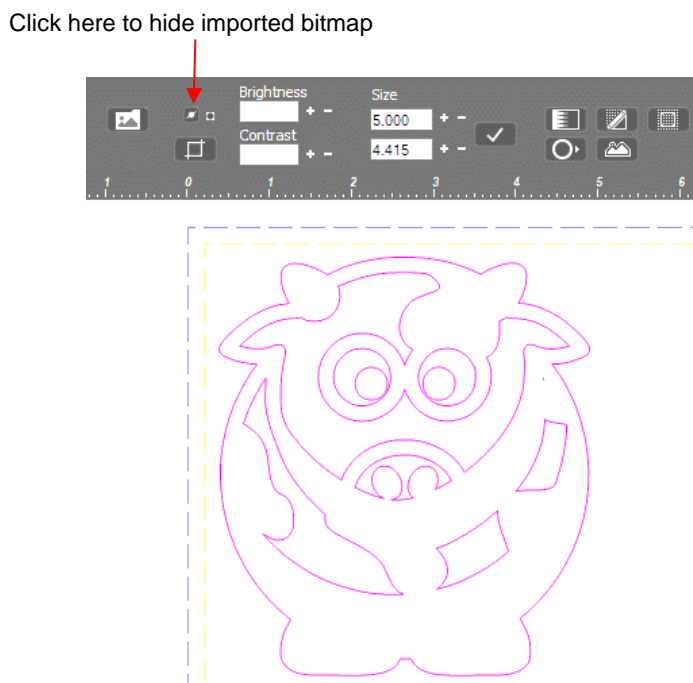 Click here to hide imported bitmap
Brightness
Size
5.000
Contrast
4.415
1 0 1 2 3 4 5 6